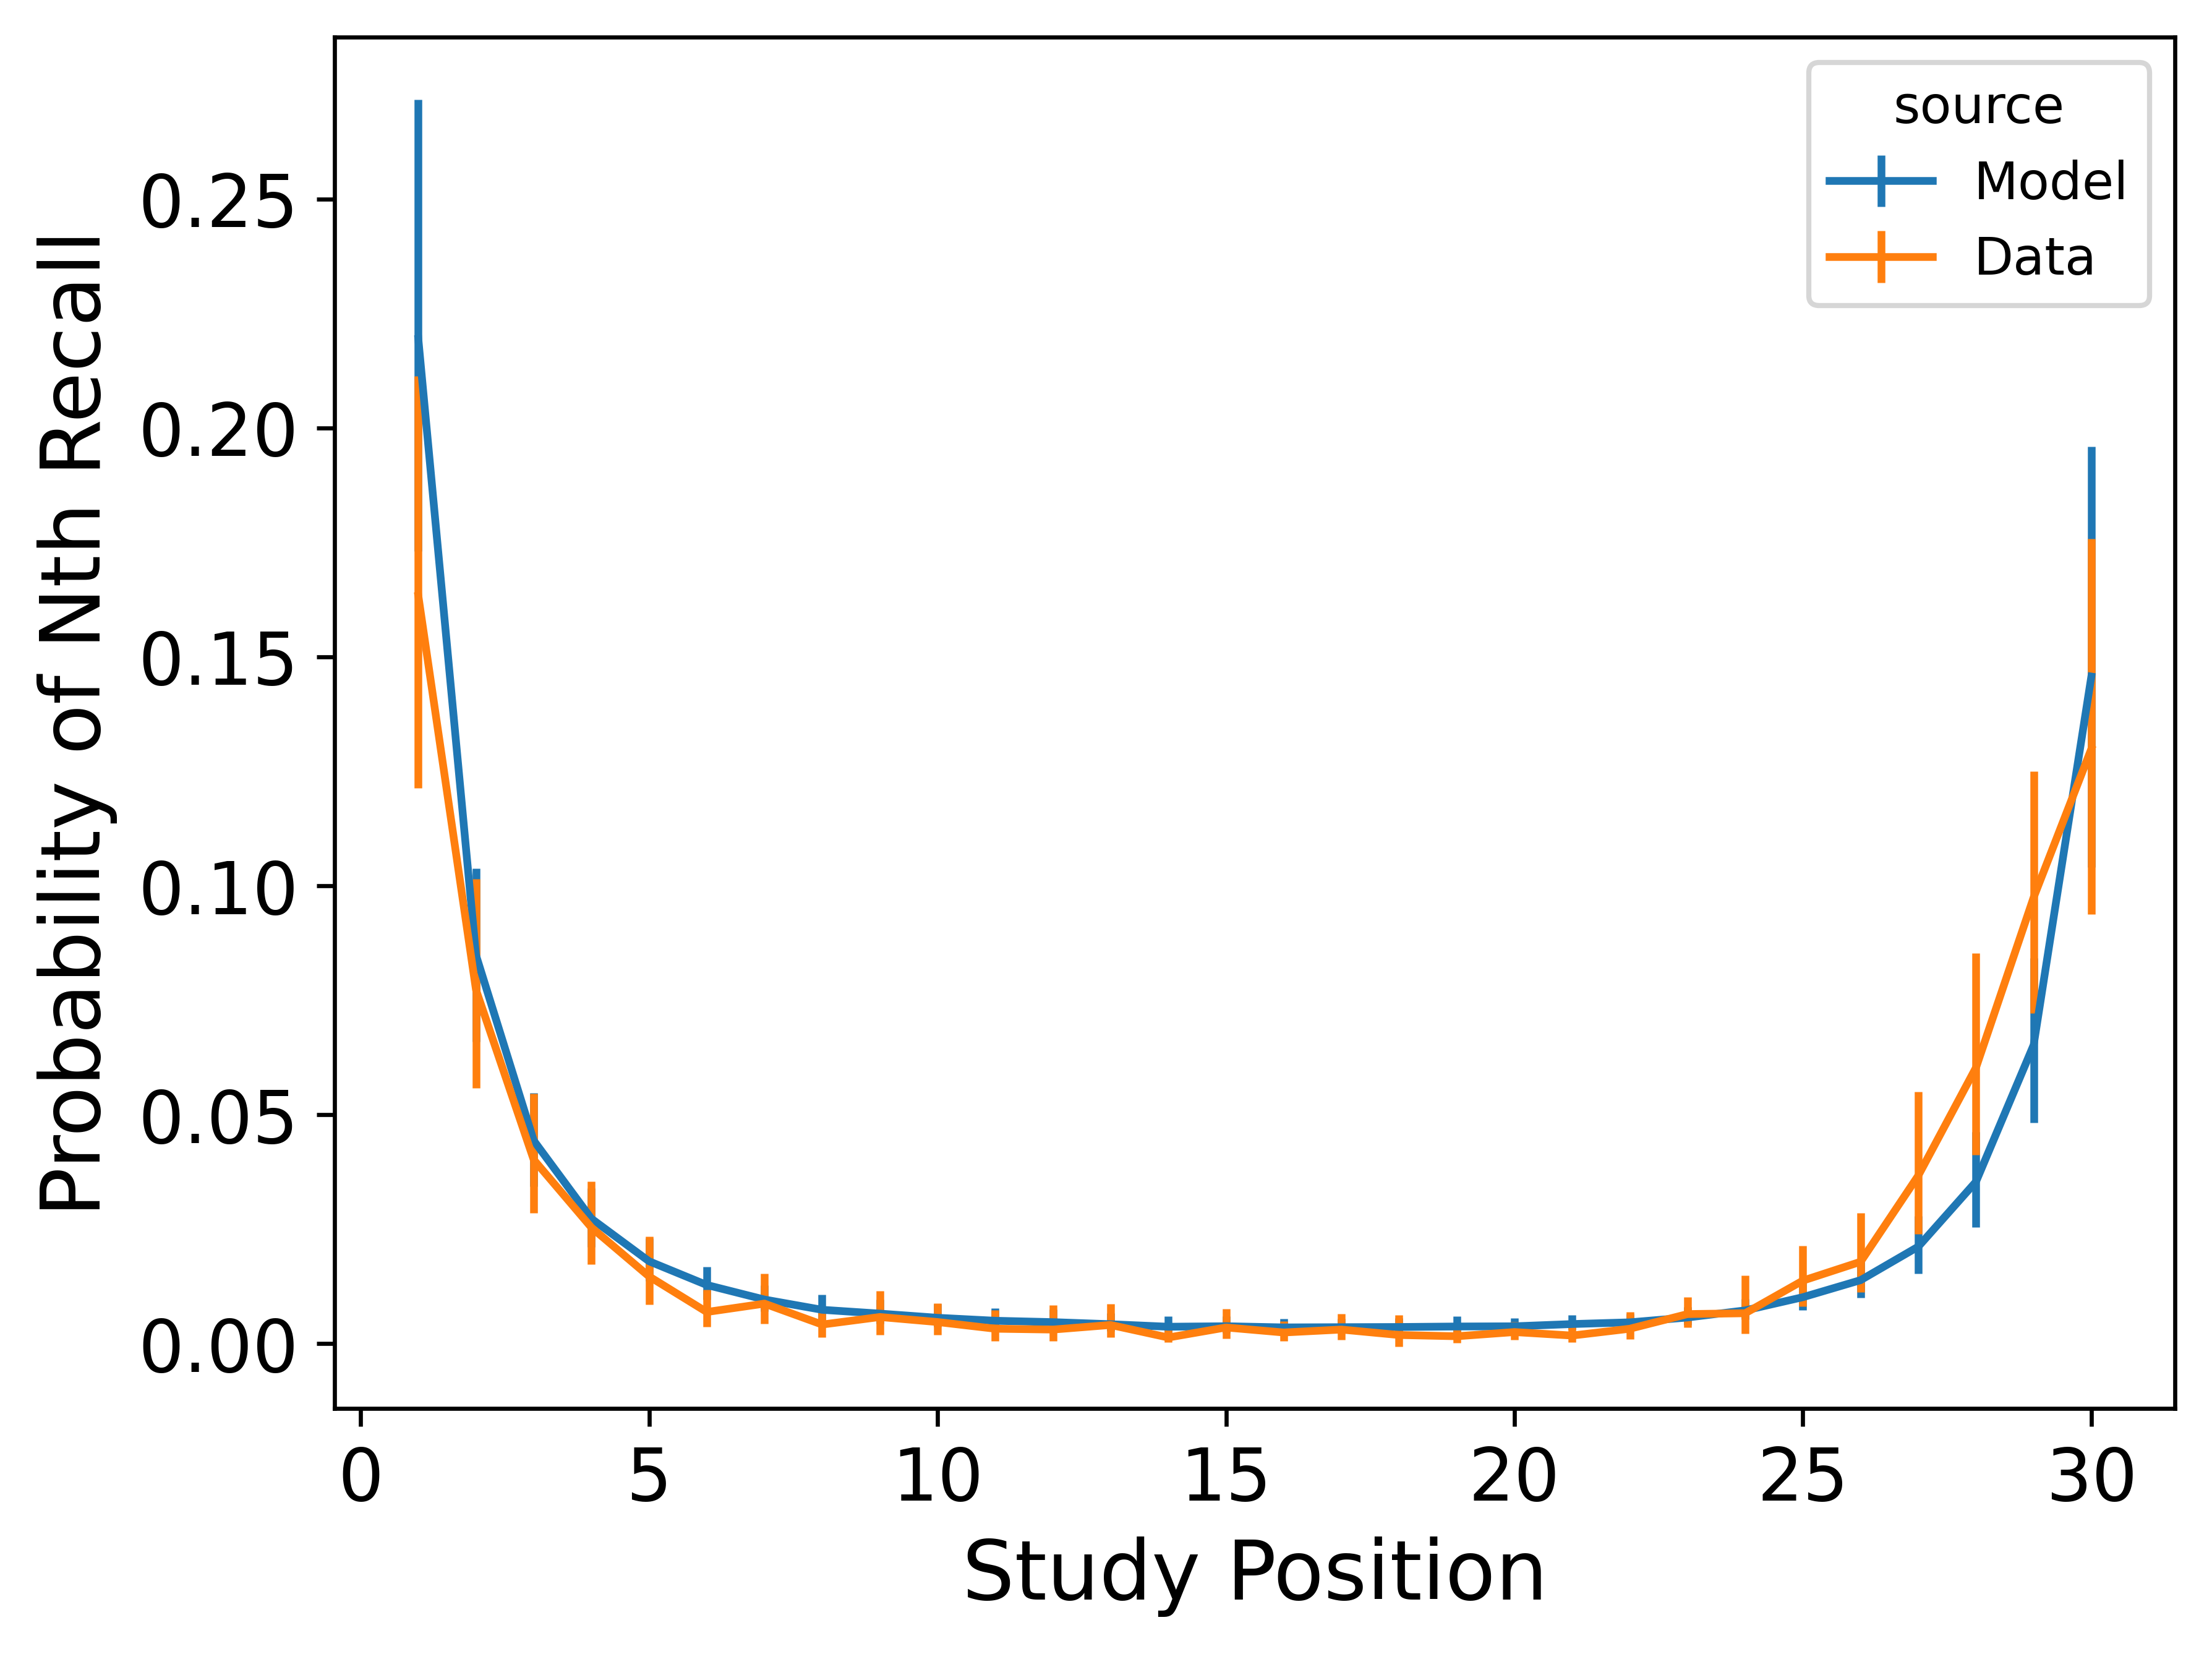 source
Model
Data
Probability of Nth Recall
0.25
0.20
0.15
0.10
0.05
0.00
0 5 10 15 20 25 30
Study Position